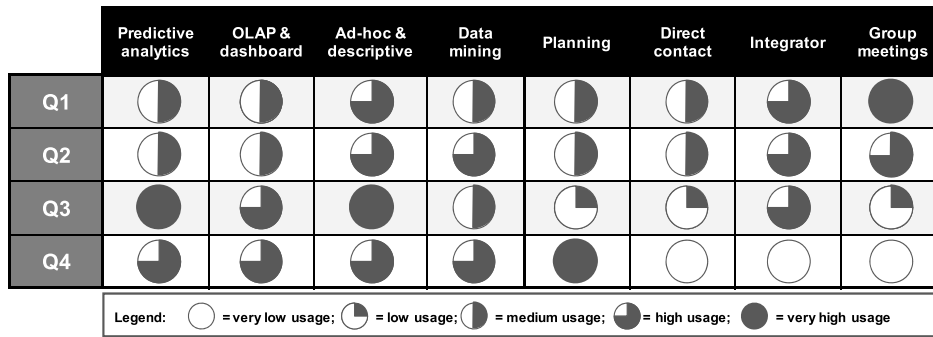 Predictive analytics
OLAP & dashboard
Ad-hoc & descriptive
Data mining
Planning
Direct contact
Integrator
Group meetings
Q1
Q2
Q3
Q4
Legend: = very low usage; = low usage; = medium usage; = high usage; = very high usage